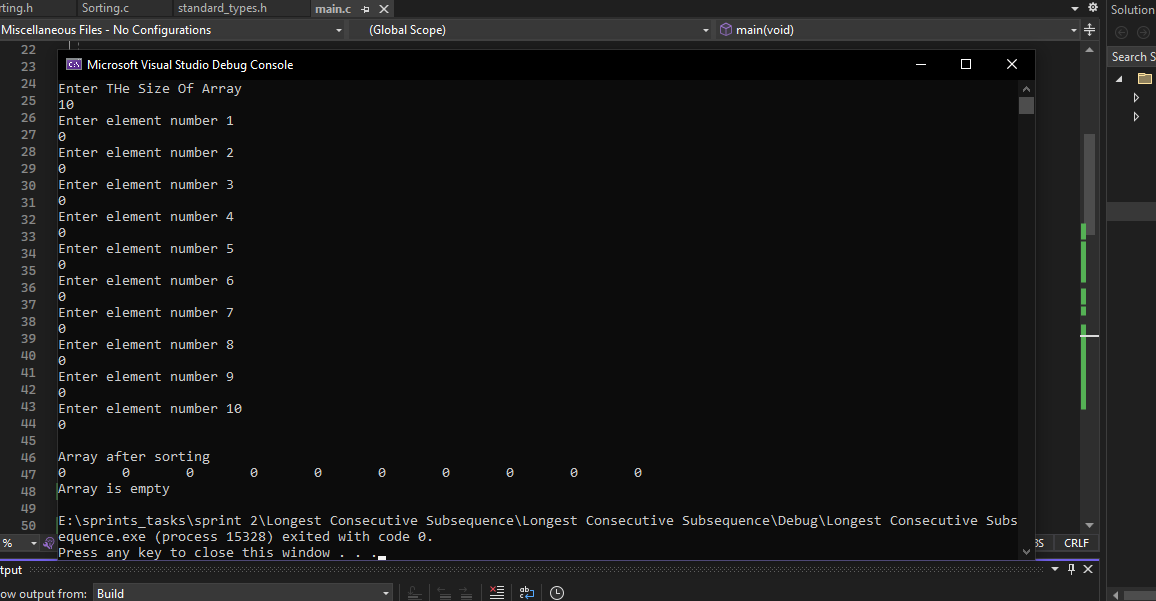 rting.h Sorting.c standard_types.h main.c Solution
Miscellaneous Files - No Configurations (Global Scope) main(void)
Search S
22
23
24
25
26
27
28
29
30
31
32
33
34
35
36
37
38
39
40
41
42
43
44
45
46
47
48
49
50
Microsoft Visual Studio Debug Console
Enter THe Size Of Array
10
Enter element number 1
0
Enter element number 2
0
Enter element number 3
0
Enter element number 4
0
Enter element number 5
0
Enter element number 6
0
Enter element number 7
0
Enter element number 8
0
Enter element number 9
0
Enter element number 10
0
Array after sorting
0 0 0 0 0 0 0 0 0 0
Array is empty
E:\sprints_tasks\sprint 2\Longest Consecutive Subsequence\Longest Consecutive Subsequence\Debug\Longest Consecutive Subs
equence.exe (process 15328) exited with code 0.
Press any key to close this window . . .
% BS CRLF
tput
ow output from: Build